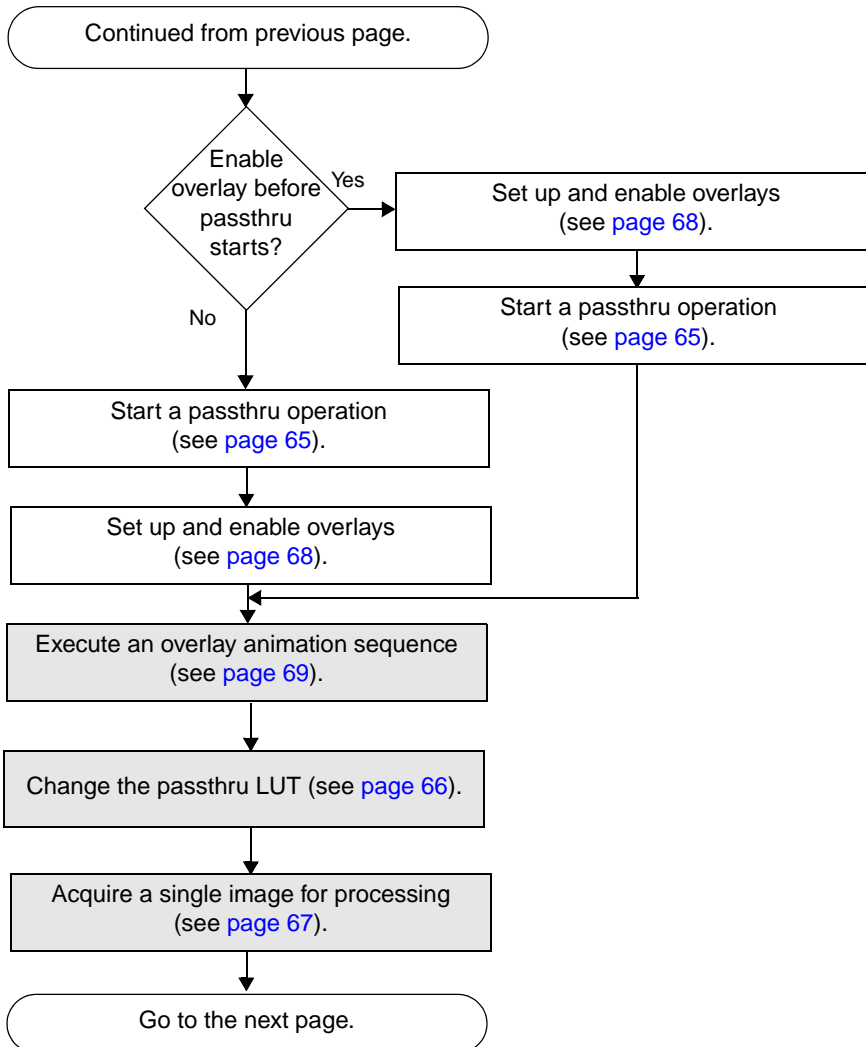 Continued from previous page.
Enable
overlay before
passthru
starts?
Yes
Set up and enable overlays
(see page 68).
Start a passthru operation
(see page 65).
No
Start a passthru operation
(see page 65).
Set up and enable overlays
(see page 68).
Execute an overlay animation sequence
(see page 69).
Change the passthru LUT (see page 66).
Acquire a single image for processing
(see page 67).
Go to the next page.